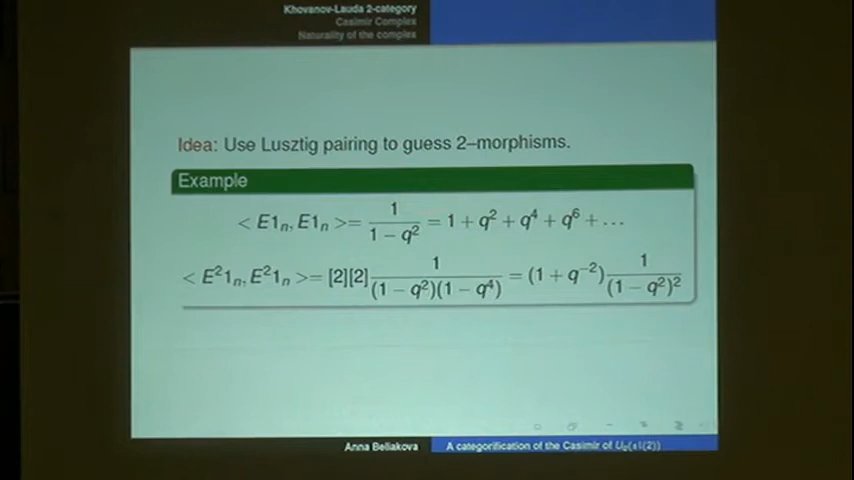 Khovanov-Lauda 2-category
Casimir Complex
Naturality of the complex
Idea: Use Lusztig pairing to guess 2–morphisms.
Example
< E1ₙ, E1ₙ >= 1/(1 − q²) = 1 + q² + q⁴ + q⁶ + …
< E²1ₙ, E²1ₙ >= [2][2] 1/((1 − q²)(1 − q⁴)) = (1 + q⁻²) 1/(1 − q²)²
Anna Beliakova
A categorification of the Casimir of U_q(sl(2))